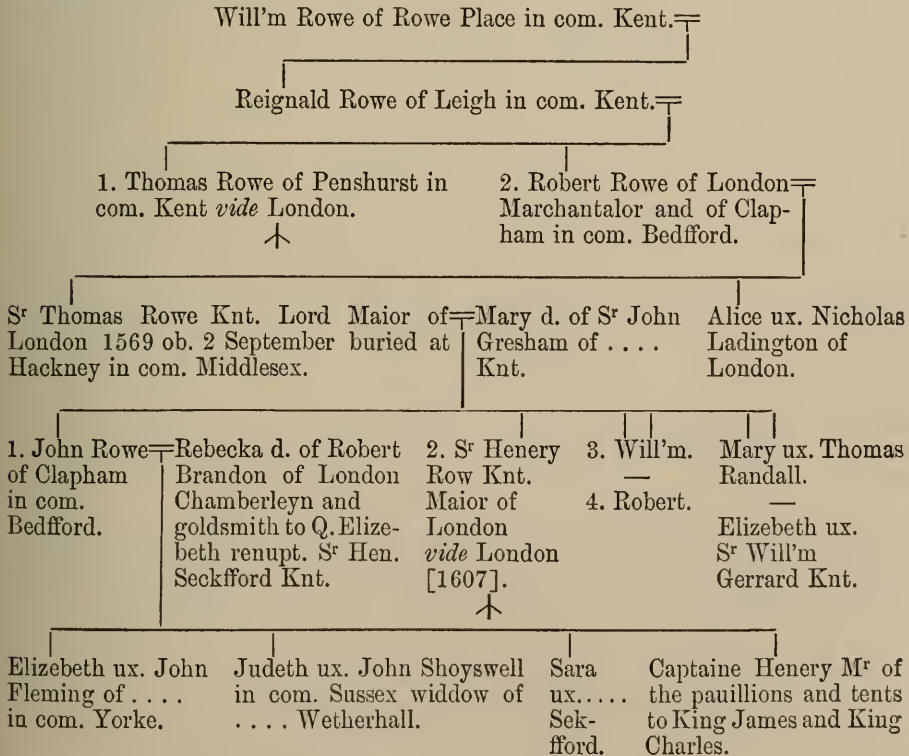 Will'm Rowe of Rowe Place in com. Kent.
Reignald Rowe of Leigh in com. Kent.
1. Thomas Rowe of Penshurst in
com. Kent vide London.
2. Robert Rowe of London
Marchantalor and of Clap-
ham in com. Bedfford.
Sr Thomas Rowe Knt. Lord Maior of
London 1569 ob. 2 September buried at
Hackney in com. Middlesex.
Mary d. of Sr John
Gresham of . . . .
Knt.
Alice ux. Nicholas
Ladington of
London.
1. John Rowe
of Clapham
in com.
Bedfford.
Rebecka d. of Robert
Brandon of London
Chamberleyn and
goldsmith to Q. Elize-
beth renupt. Sr Hen.
Seckfford Knt.
2. Sr Henery
Row Knt.
Maior of
London
vide London
[1607].
3. Will'm.
—
4. Robert.
Mary ux. Thomas
Randall.
—
Elizebeth ux.
Sr Will'm
Gerrard Knt.
Elizebeth ux. John
Fleming of . . . .
in com. Yorke.
Judeth ux. John Shoyswell
in com. Sussex widdow of
. . . . Wetherhall.
Sara
ux. . . . .
Sek-
fford.
Captaine Henery Mr of
the pauillions and tents
to King James and King
Charles.